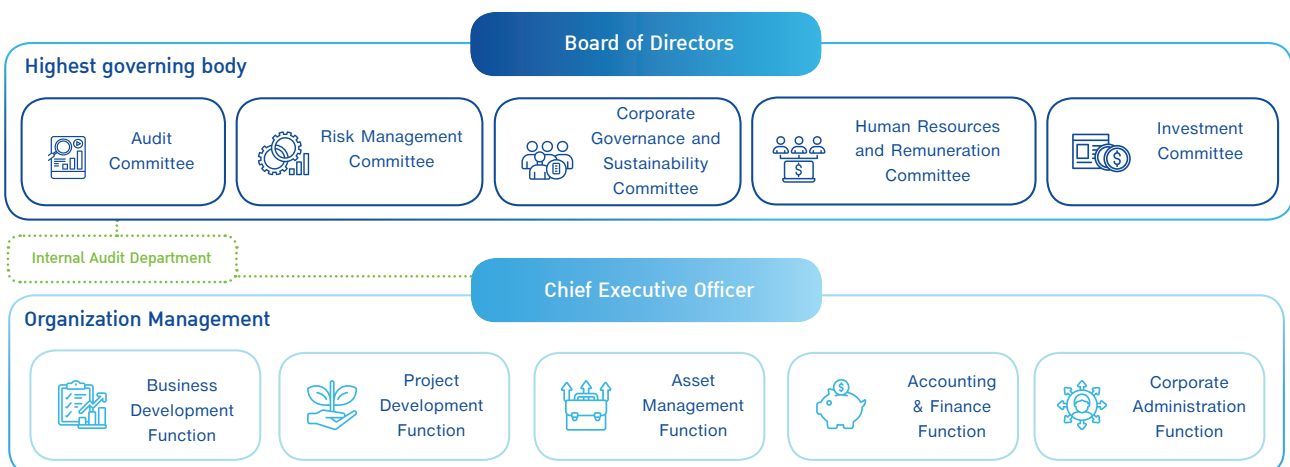 Board of Directors
Highest governing body
Audit
Committee
Risk Management
Committee
Corporate
Governance and
Sustainability
Committee
Human Resources
and Remuneration
Committee
Investment
Committee
Internal Audit Department
Chief Executive Officer
Organization Management
Business
Development
Function
Project
Development
Function
Asset
Management
Function
Accounting
& Finance
Function
Corporate
Administration
Function